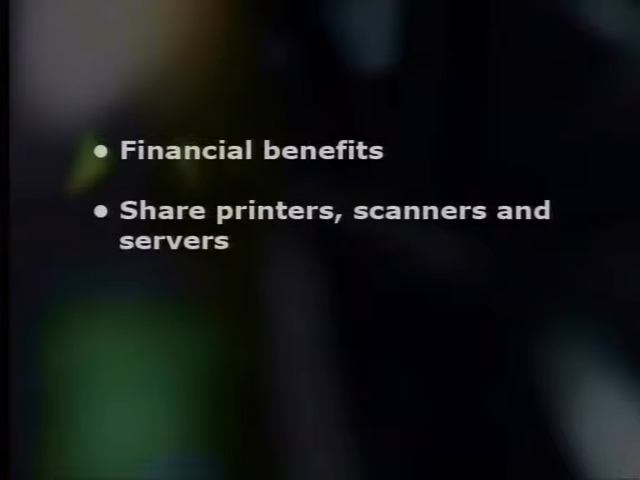 • Financial benefits
• Share printers, scanners and
servers